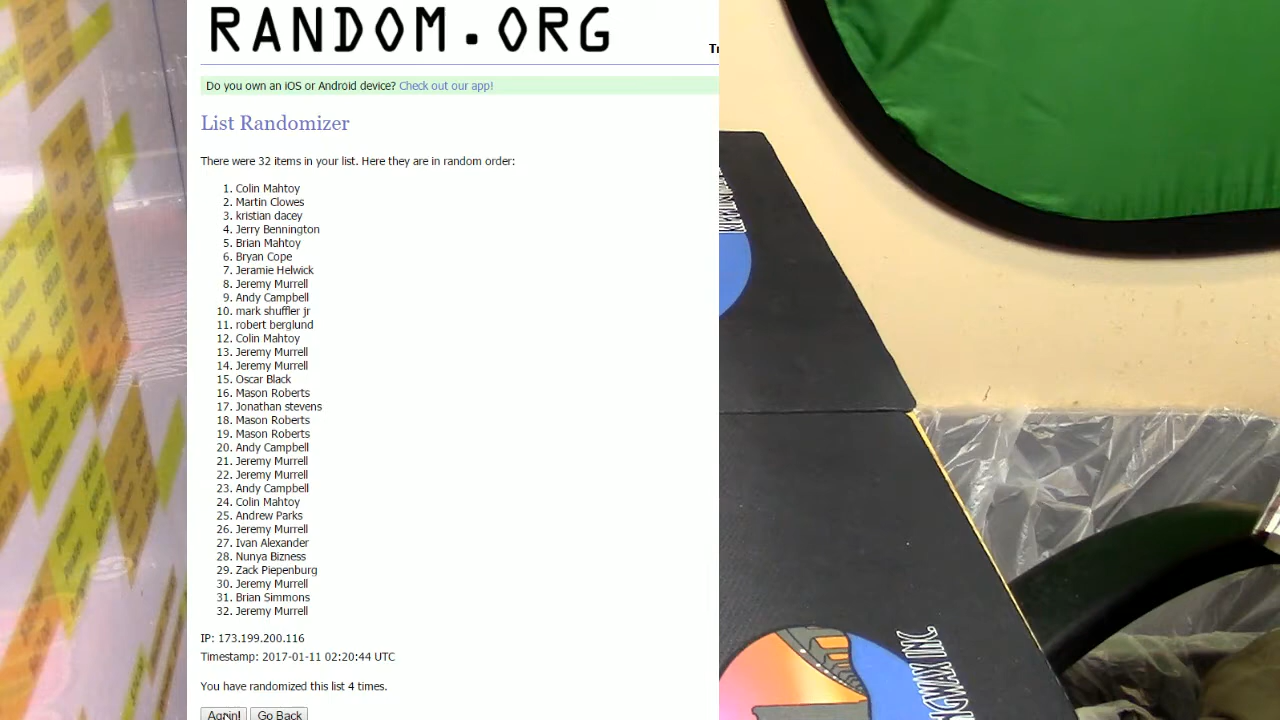 RANDOM.ORG
Do you own an iOS or Android device? Check out our app!
List Randomizer
There were 32 items in your list. Here they are in random order:
1. Colin Mahtoy
2. Martin Clowes
3. kristian dacey
4. Jerry Bennington
5. Brian Mahtoy
6. Bryan Cope
7. Jeramie Helwick
8. Jeremy Murrell
9. Andy Campbell
10. mark shuffler jr
11. robert berglund
12. Colin Mahtoy
13. Jeremy Murrell
14. Jeremy Murrell
15. Oscar Black
16. Mason Roberts
17. Jonathan stevens
18. Mason Roberts
19. Mason Roberts
20. Andy Campbell
21. Jeremy Murrell
22. Jeremy Murrell
23. Andy Campbell
24. Colin Mahtoy
25. Andrew Parks
26. Jeremy Murrell
27. Ivan Alexander
28. Nunya Bizness
29. Zack Piepenburg
30. Jeremy Murrell
31. Brian Simmons
32. Jeremy Murrell
IP: 173.199.200.116
Timestamp: 2017-01-11 02:20:44 UTC
You have randomized this list 4 times.
Again! Go Back
INC